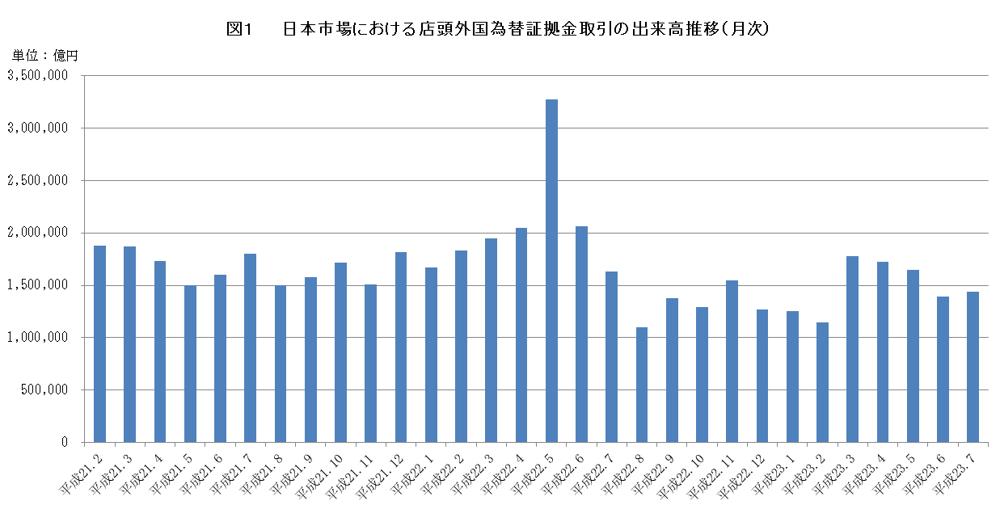 図1 日本市場における店頭外国為替証拠金取引の出来高推移(月次)
単位：億円
3,500,000
3,000,000
2,500,000
2,000,000
1,500,000
1,000,000
500,000
0
平成21.2
平成21.3
平成21.4
平成21.5
平成21.6
平成21.7
平成21.8
平成21.9
平成21.10
平成21.11
平成21.12
平成22.1
平成22.2
平成22.3
平成22.4
平成22.5
平成22.6
平成22.7
平成22.8
平成22.9
平成22.10
平成22.11
平成22.12
平成23.1
平成23.2
平成23.3
平成23.4
平成23.5
平成23.6
平成23.7